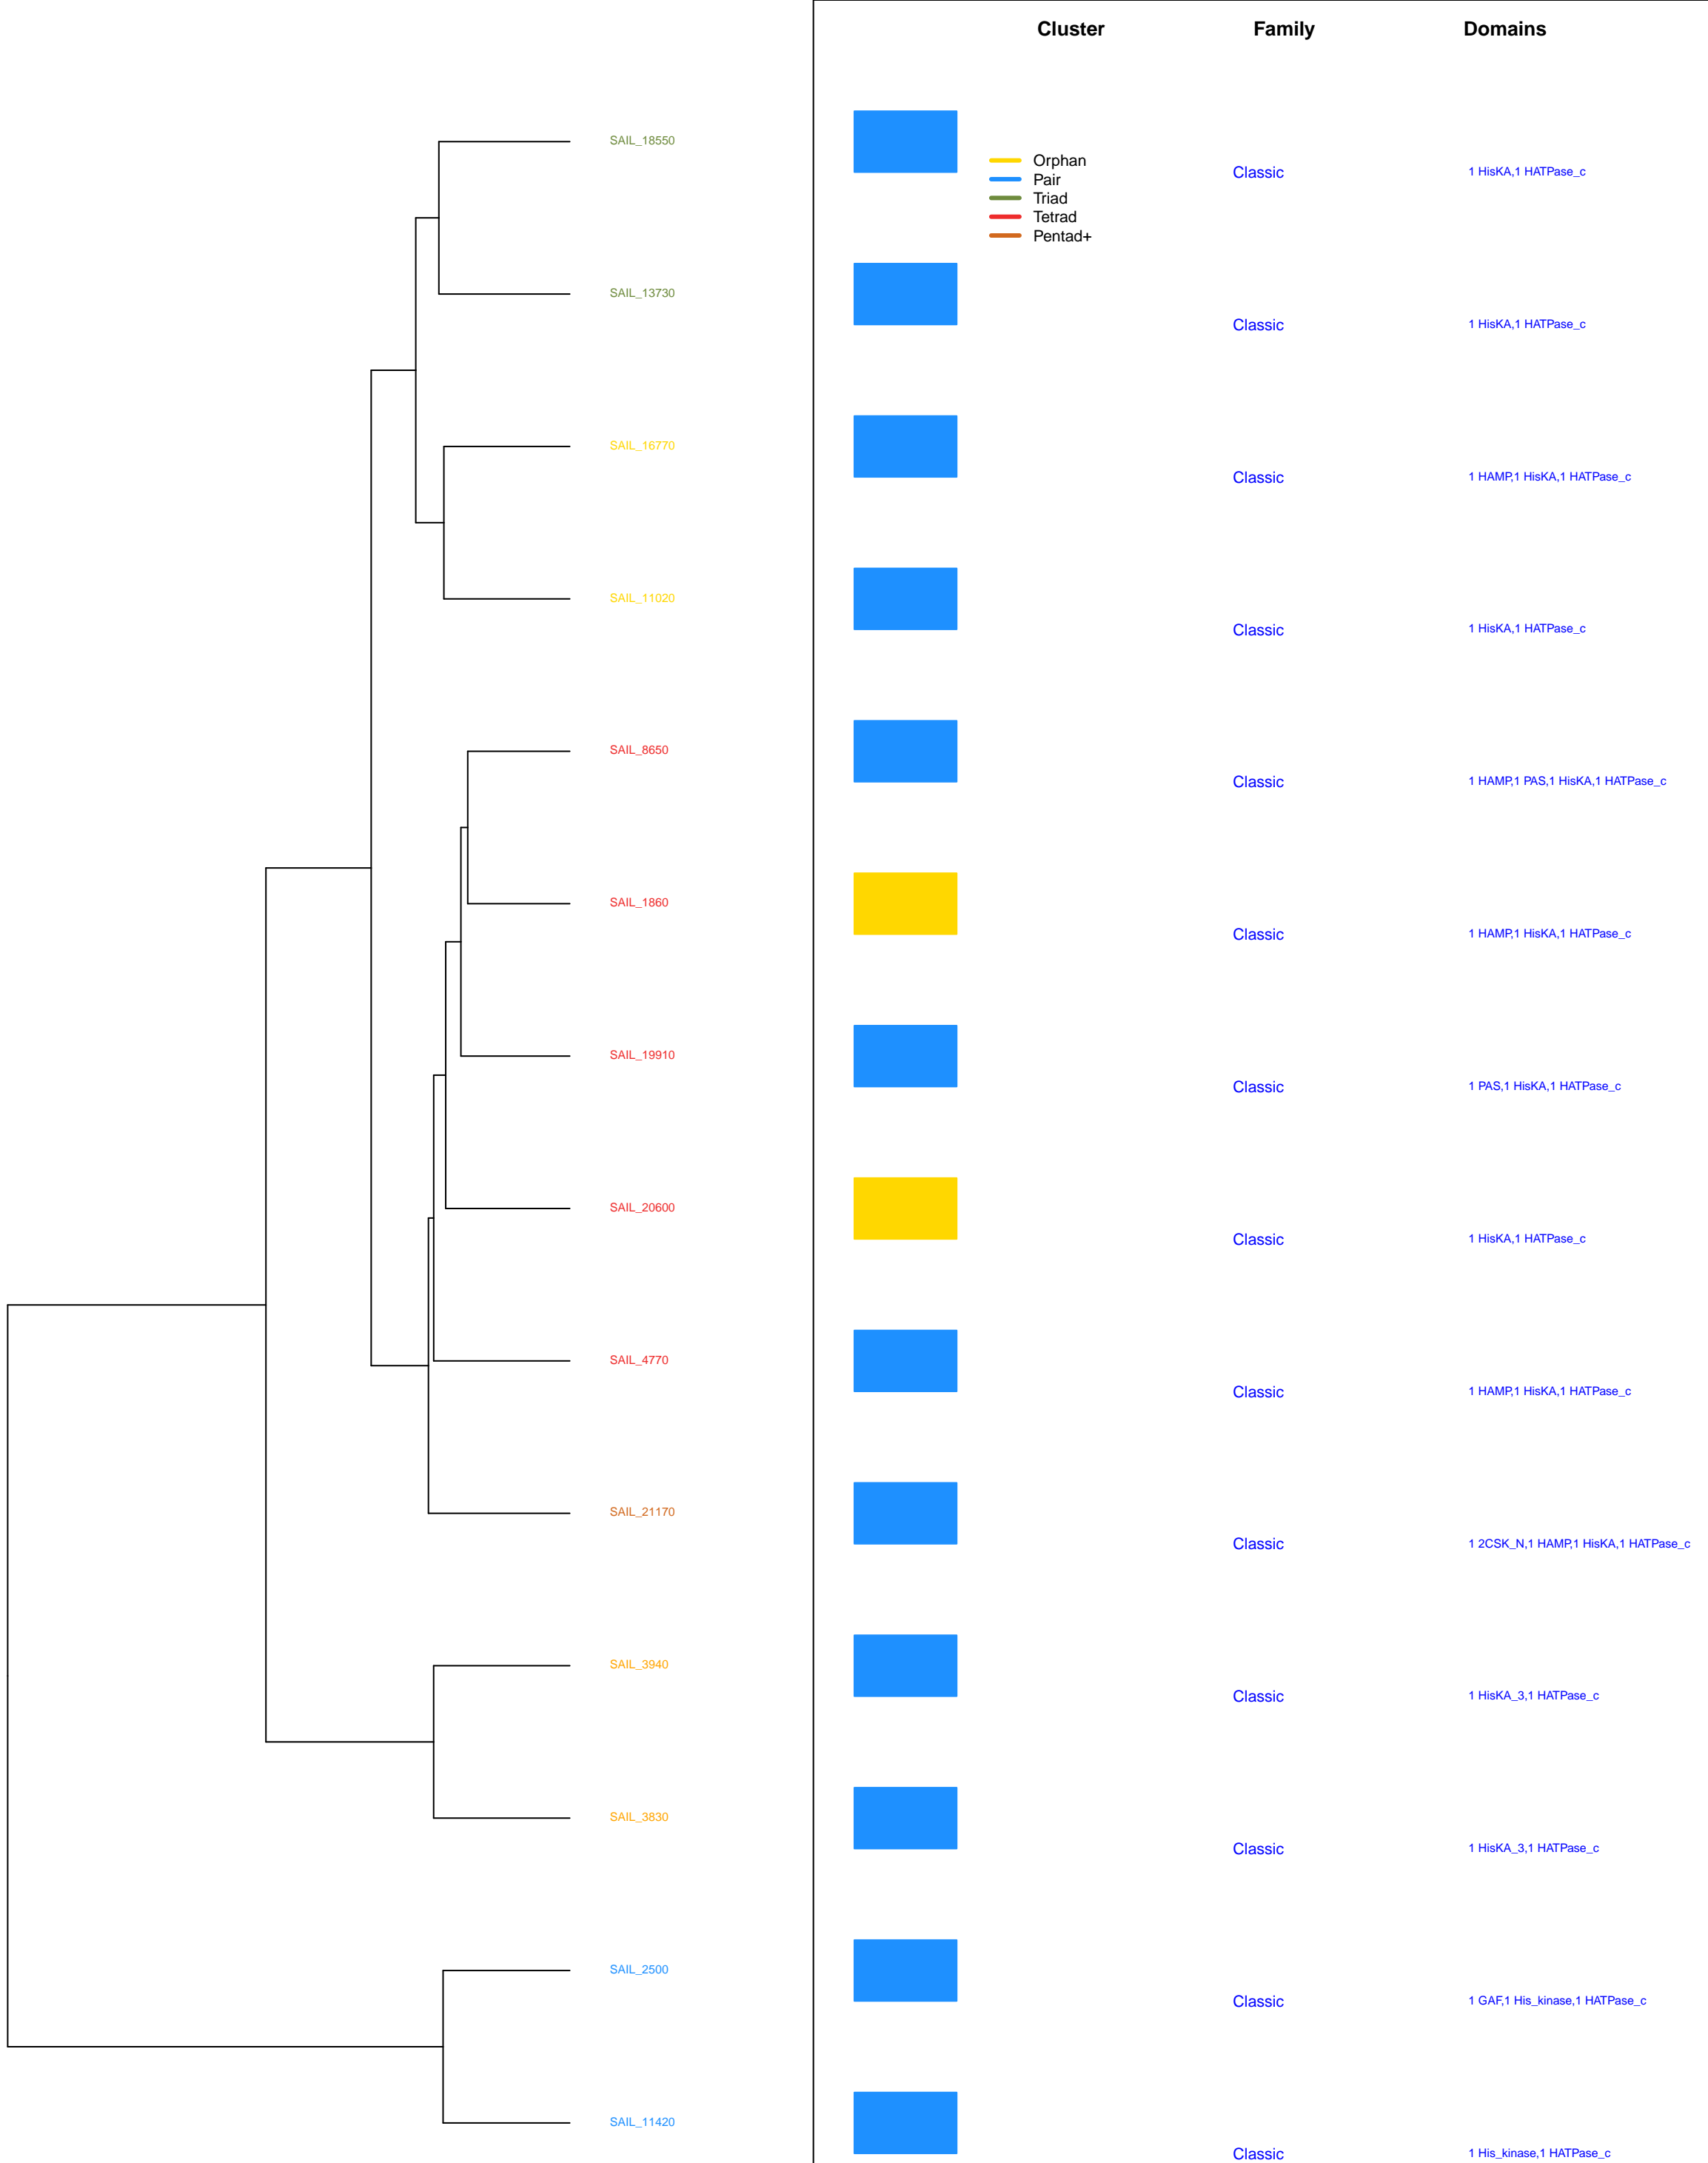 Cluster Family Domains
SAIL_18550
Orphan
Pair
Triad
Tetrad
Pentad+
Classic 1 HisKA,1 HATPase_c
SAIL_13730
Classic 1 HisKA,1 HATPase_c
SAIL_16770
Classic 1 HAMP,1 HisKA,1 HATPase_c
SAIL_11020
Classic 1 HisKA,1 HATPase_c
SAIL_8650
Classic 1 HAMP,1 PAS,1 HisKA,1 HATPase_c
SAIL_1860
Classic 1 HAMP,1 HisKA,1 HATPase_c
SAIL_19910
Classic 1 PAS,1 HisKA,1 HATPase_c
SAIL_20600
Classic 1 HisKA,1 HATPase_c
SAIL_4770
Classic 1 HAMP,1 HisKA,1 HATPase_c
SAIL_21170
Classic 1 2CSK_N,1 HAMP,1 HisKA,1 HATPase_c
SAIL_3940
Classic 1 HisKA_3,1 HATPase_c
SAIL_3830
Classic 1 HisKA_3,1 HATPase_c
SAIL_2500
Classic 1 GAF,1 His_kinase,1 HATPase_c
SAIL_11420
Classic 1 His_kinase,1 HATPase_c